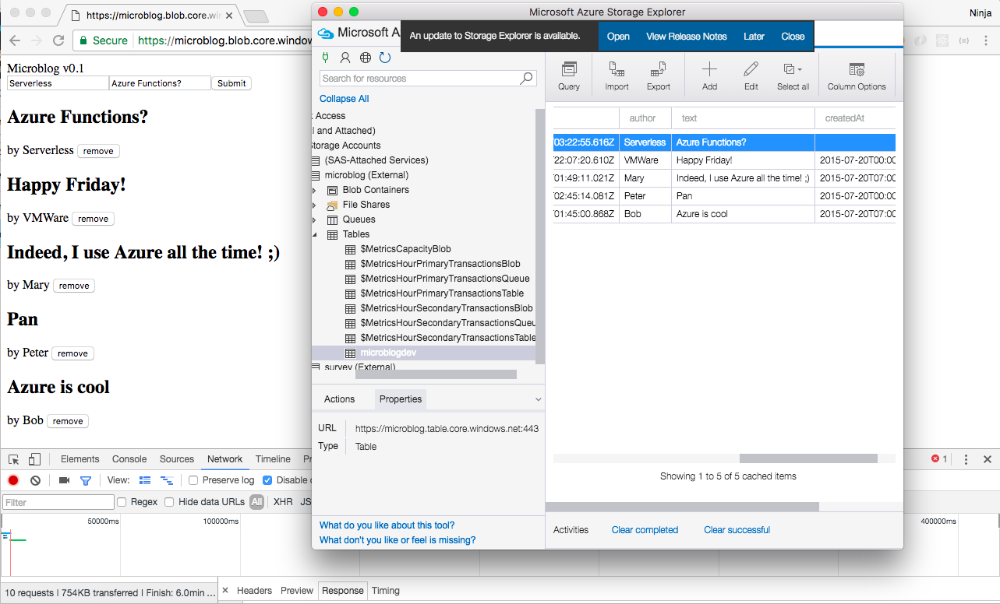 https://microblog.blob.core.wi
Ninja
Secure
https://microblog.blob.core.window
Microblog v0.1
Serverless
Azure Functions?
Submit
Azure Functions?
by Serverless
remove
Happy Friday!
by VMWare
remove
Indeed, I use Azure all the time! ;)
by Mary
remove
Pan
by Peter
remove
Azure is cool
by Bob
remove
Microsoft Azure Storage Explorer
Microsoft A
An update to Storage Explorer is available.
Open
View Release Notes
Later
Close
Search for resources
Collapse All
Access
l and Attached)
Storage Accounts
(SAS-Attached Services)
microblog (External)
Blob Containers
File Shares
Queues
Tables
$MetricsCapacityBlob
$MetricsHourPrimaryTransactionsBlob
$MetricsHourPrimaryTransactionsQueue
$MetricsHourPrimaryTransactionsTable
$MetricsHourSecondaryTransactionsBlob
$MetricsHourSecondaryTransactionsQueu
$MetricsHourSecondaryTransactionsTable
microblogdev
survey (External)
Actions
Properties
URL
https://microblog.table.core.windows.net:443
Type
Table
What do you like about this tool?
What don't you like or feel is missing?
Query
Import
Export
Add
Edit
Select all
Column Options
author
text
createdAt
03:22:55.616Z
Serverless
Azure Functions?
22:07:20.610Z
VMWare
Happy Friday!
2015-07-20T00:00
01:49:11.021Z
Mary
Indeed, I use Azure all the time! ;)
2015-07-20T00:00
02:45:14.081Z
Peter
Pan
2015-07-20T07:00
01:45:00.868Z
Bob
Azure is cool
2015-07-20T07:00
Showing 1 to 5 of 5 cached items
Activities
Clear completed
Clear successful
Elements
Console
Sources
Network
Timeline
Pr
1
View:
Preserve log
Disable c
Filter
Regex
Hide data URLs
All
XHR
JS
50000ms
100000ms
400000ms
10 requests | 754KB transferred | Finish: 6.0min ...
Headers
Preview
Response
Timing